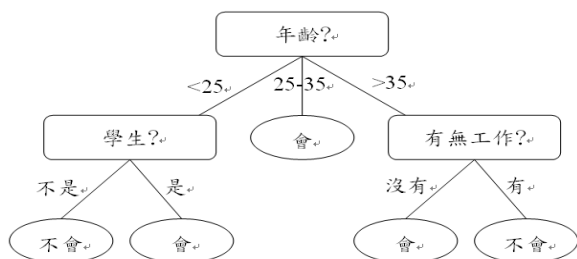 年齡?
<25 25-35 >35
學生? 會 有無工作?
不是 是 沒有 有
不會 會 會 不會